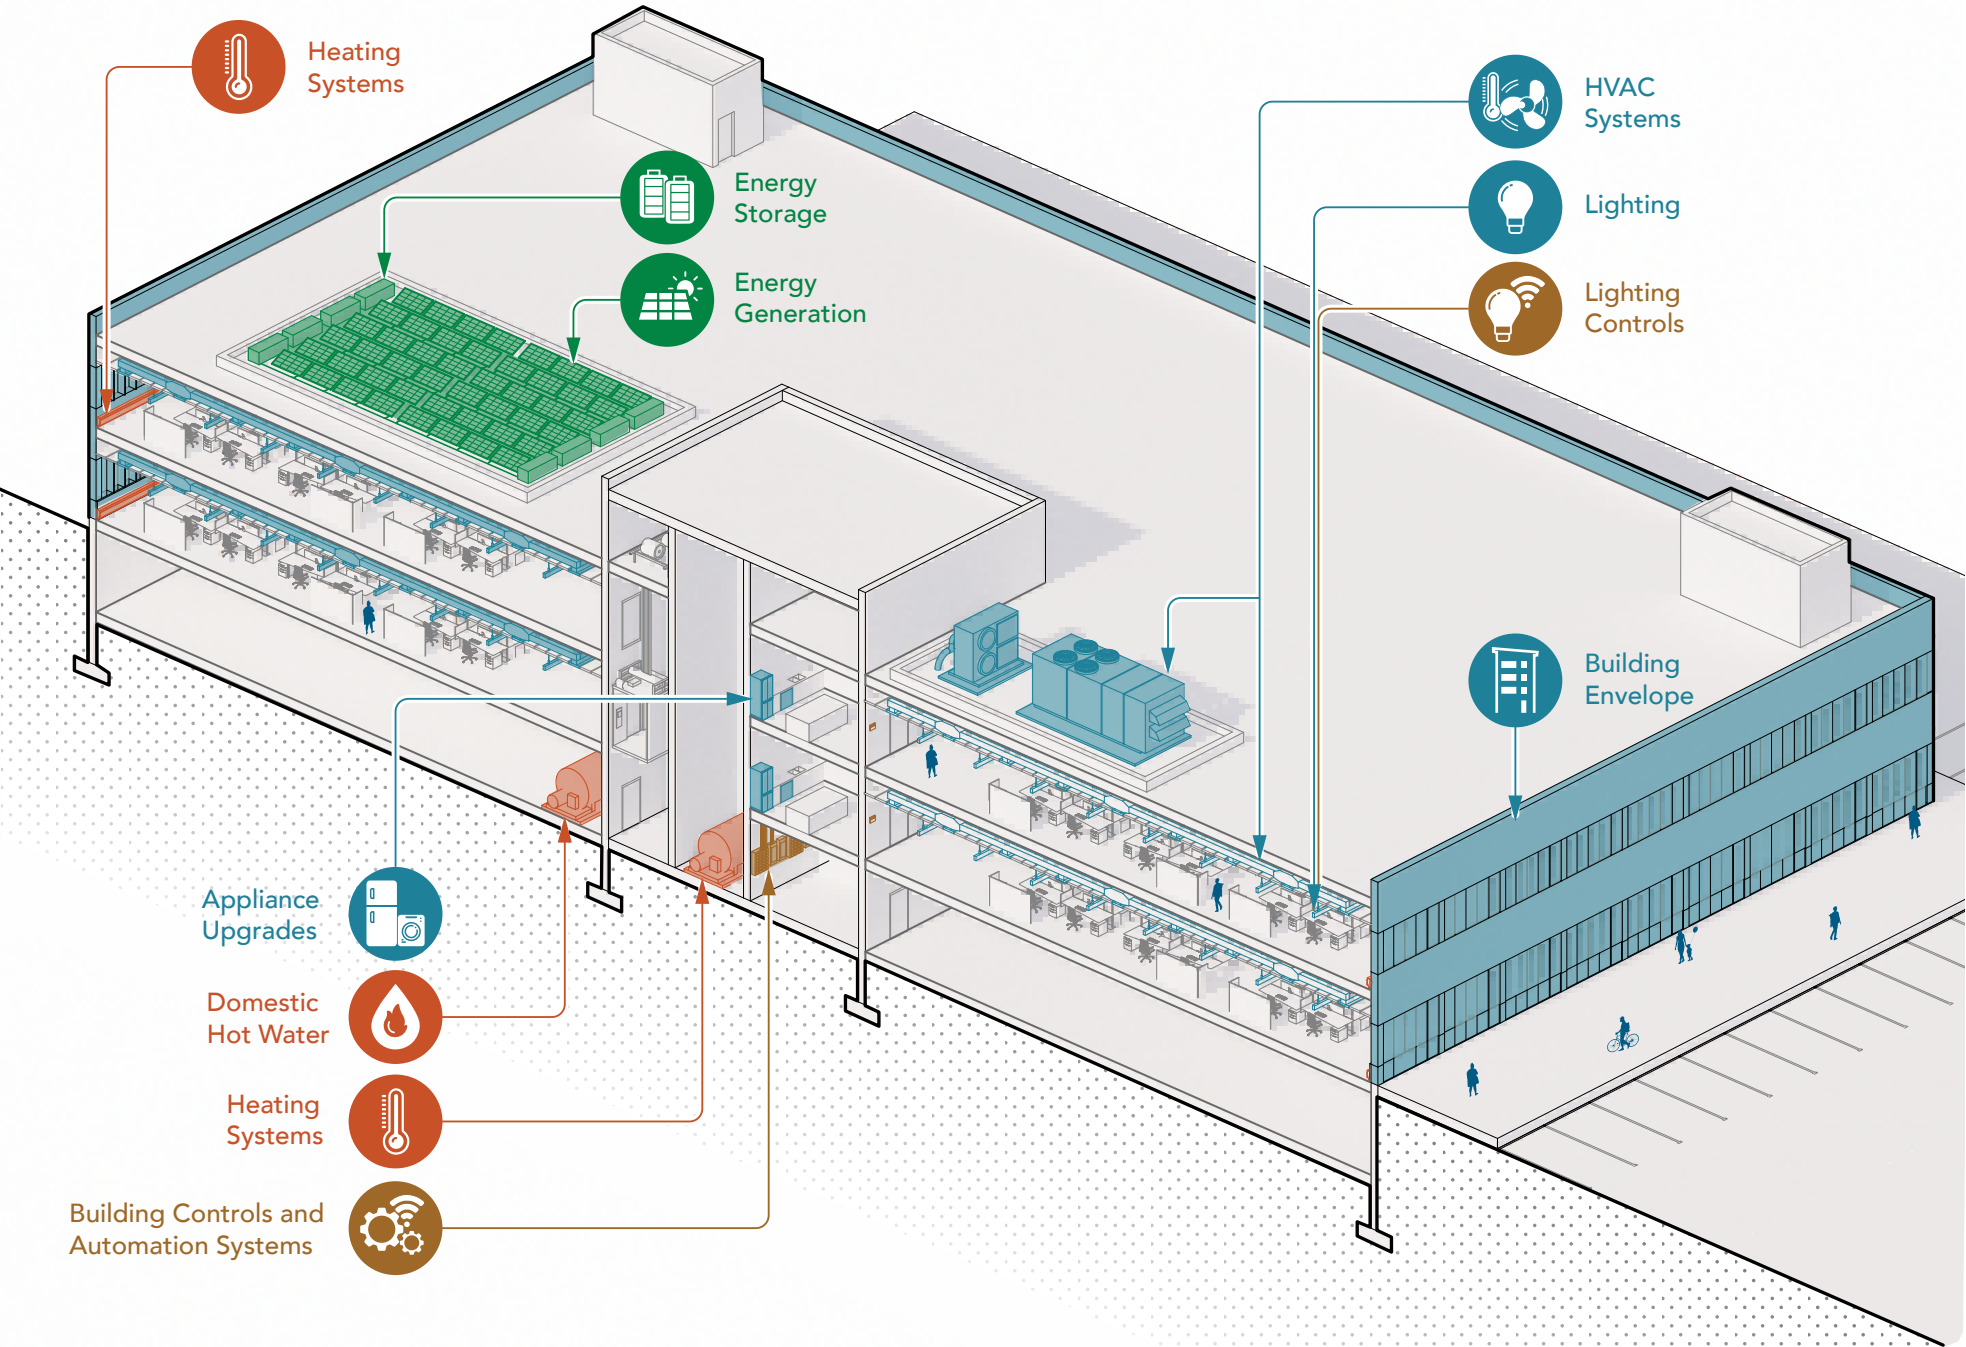 Heating
Systems
Energy
Storage
Energy
Generation
HVAC
Systems
Lighting
Lighting
Controls
Building
Envelope
Appliance
Upgrades
Domestic
Hot Water
Heating
Systems
Building Controls and
Automation Systems